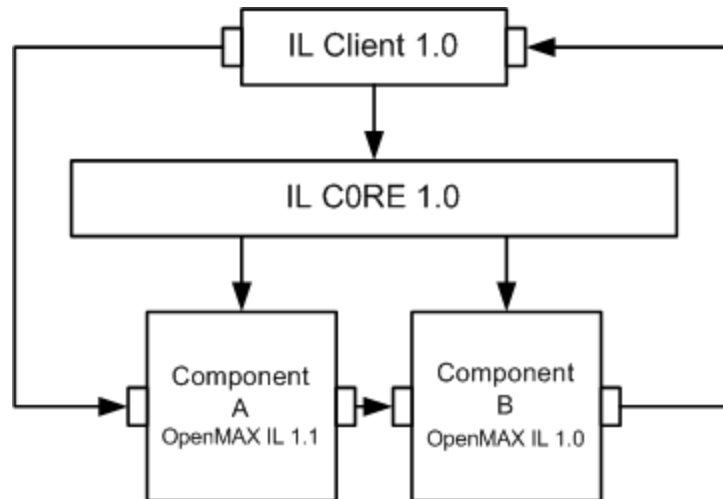 IL Client 1.0
IL C0RE 1.0
Component
A
OpenMAX IL 1.1
Component
B
OpenMAX IL 1.0